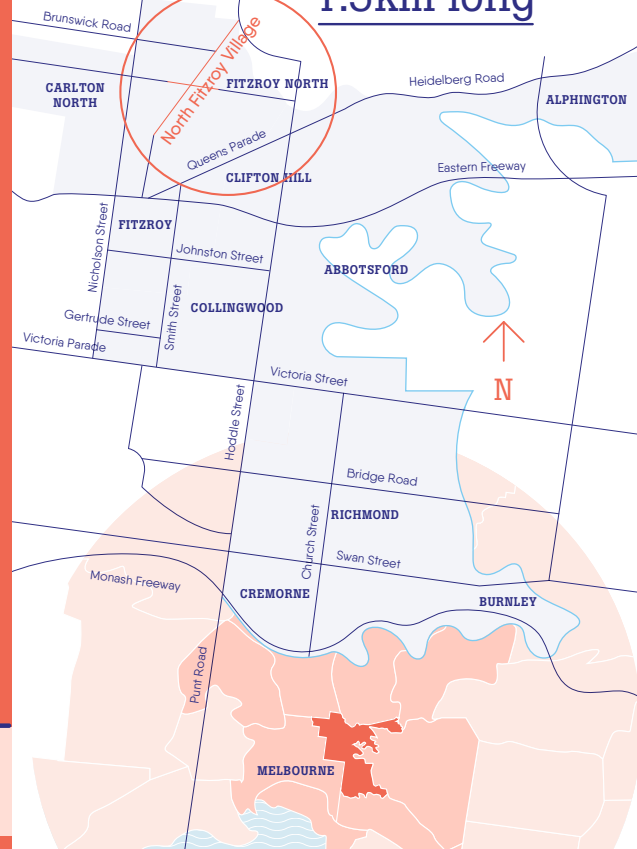 1.5km long
Brunswick Road
North Fitzroy Village
CARLTON
NORTH
FITZROY NORTH
Heidelberg Road
ALPHINGTON
Queens Parade
CLIFTON HILL
Eastern Freeway
Nicholson Street
FITZROY
Johnston Street
ABBOTSFORD
Smith Street
COLLINGWOOD
Gertrude Street
Victoria Parade
Victoria Street
N
Hoddle Street
Bridge Road
Church Street
RICHMOND
Swan Street
Monash Freeway
CREMORNE
BURNLEY
Punt Road
MELBOURNE